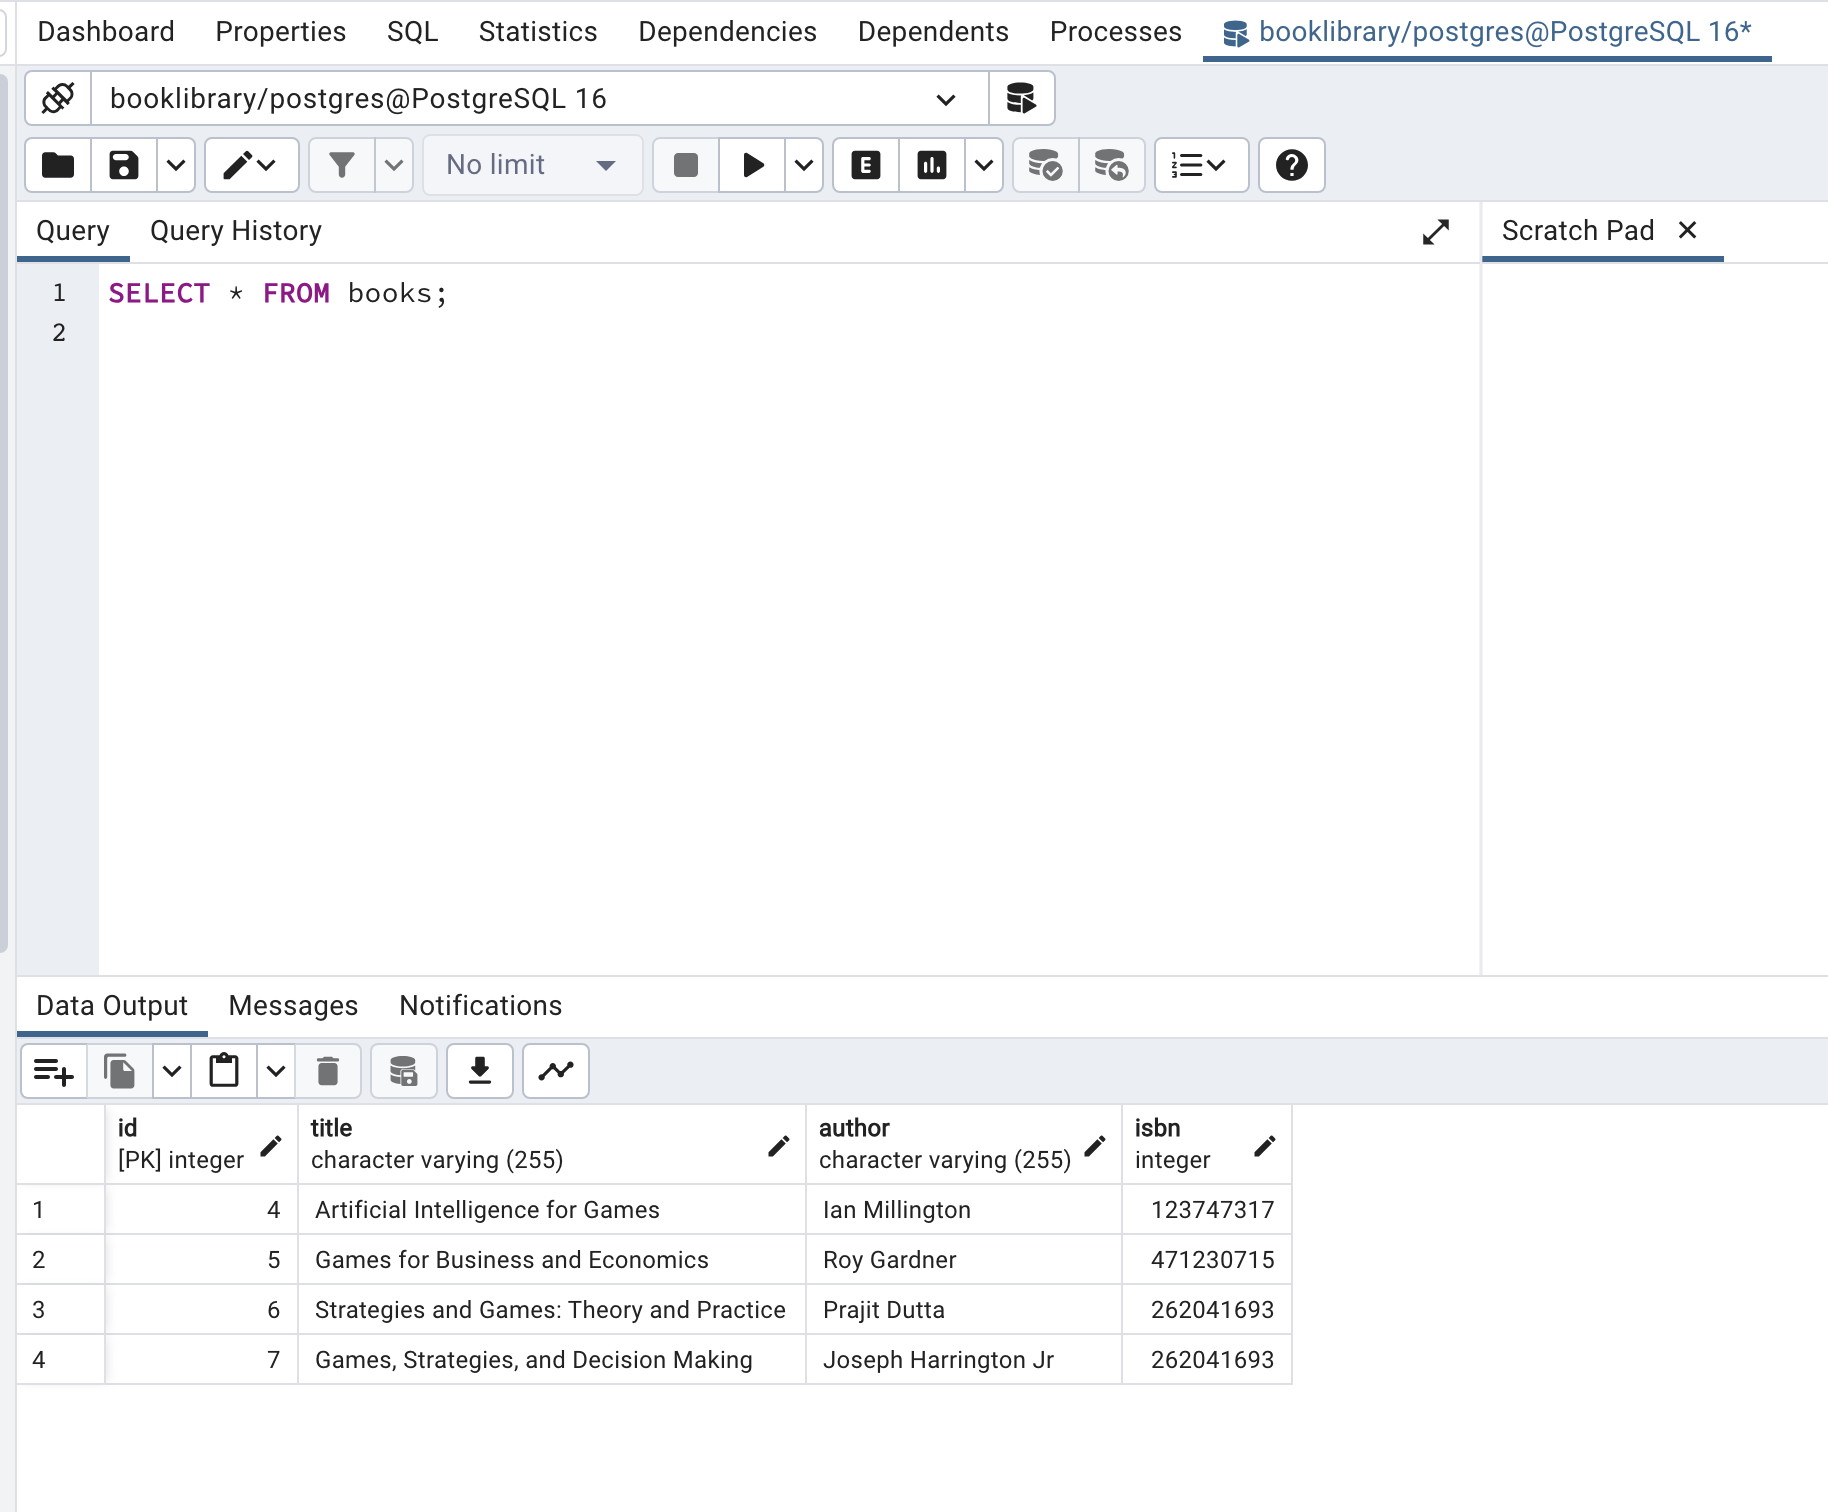 Dashboard Properties SQL Statistics Dependencies Dependents Processes booklibrary/postgres@PostgreSQL 16*
booklibrary/postgres@PostgreSQL 16
No limit E
Query Query History Scratch Pad
1 SELECT * FROM books;
2
Data Output Messages Notifications
id title author isbn
[PK] integer character varying (255) character varying (255) integer
1 4 Artificial Intelligence for Games Ian Millington 123747317
2 5 Games for Business and Economics Roy Gardner 471230715
3 6 Strategies and Games: Theory and Practice Prajit Dutta 262041693
4 7 Games, Strategies, and Decision Making Joseph Harrington Jr 262041693